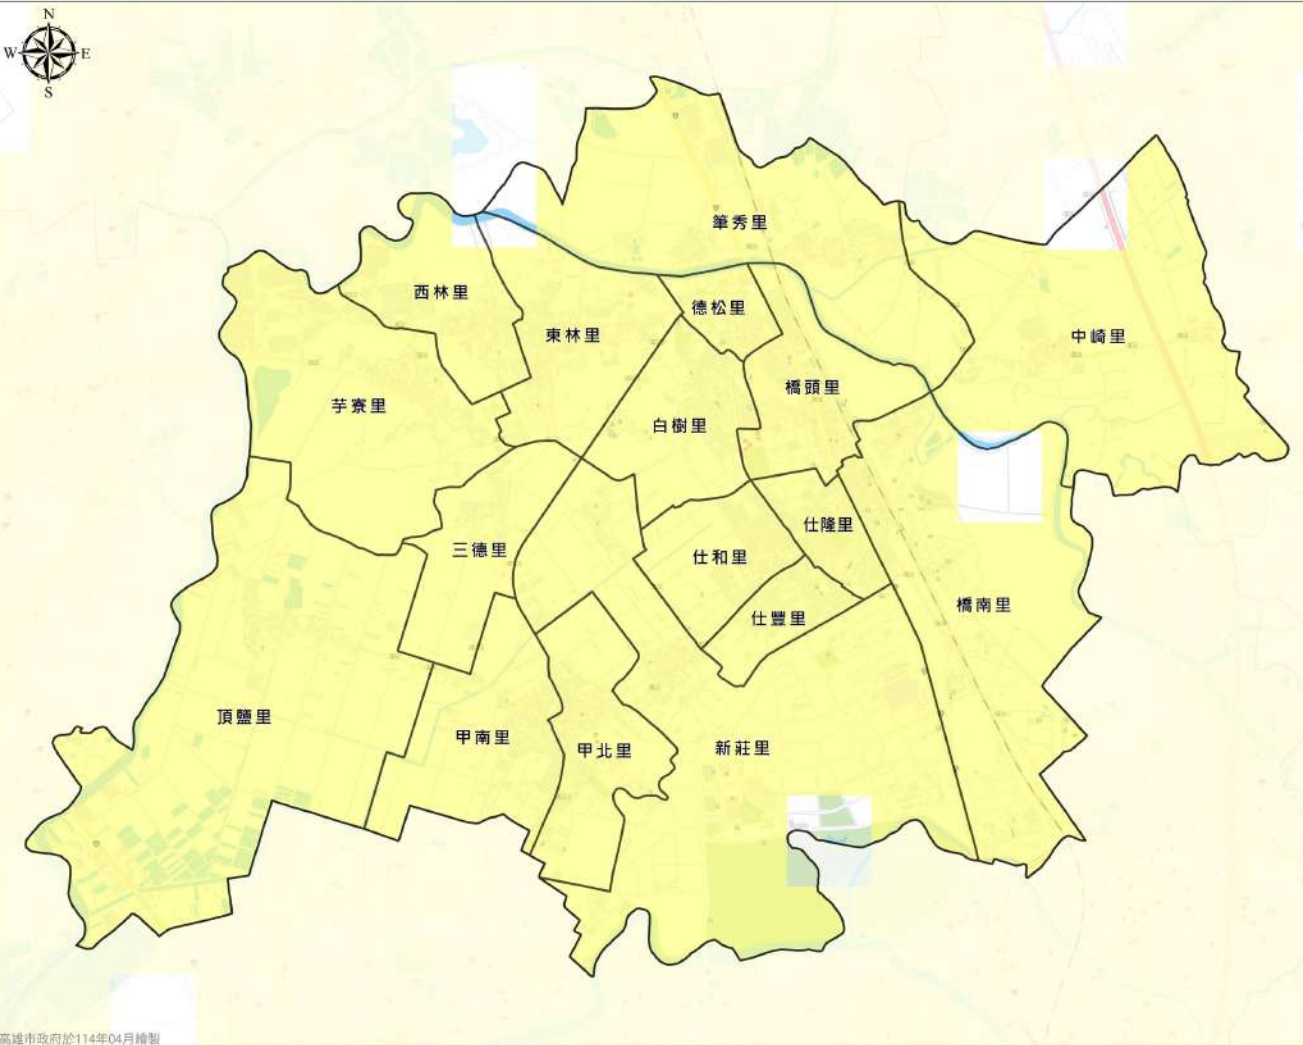 N
W E
S
筆秀里
西林里
德松里
東林里
中崎里
橋頭里
芋寮里
白樹里
仕隆里
三德里
仕和里
橋南里
仕豐里
頂鹽里
甲南里
甲北里
新莊里
高雄市政府於114年04月繪製